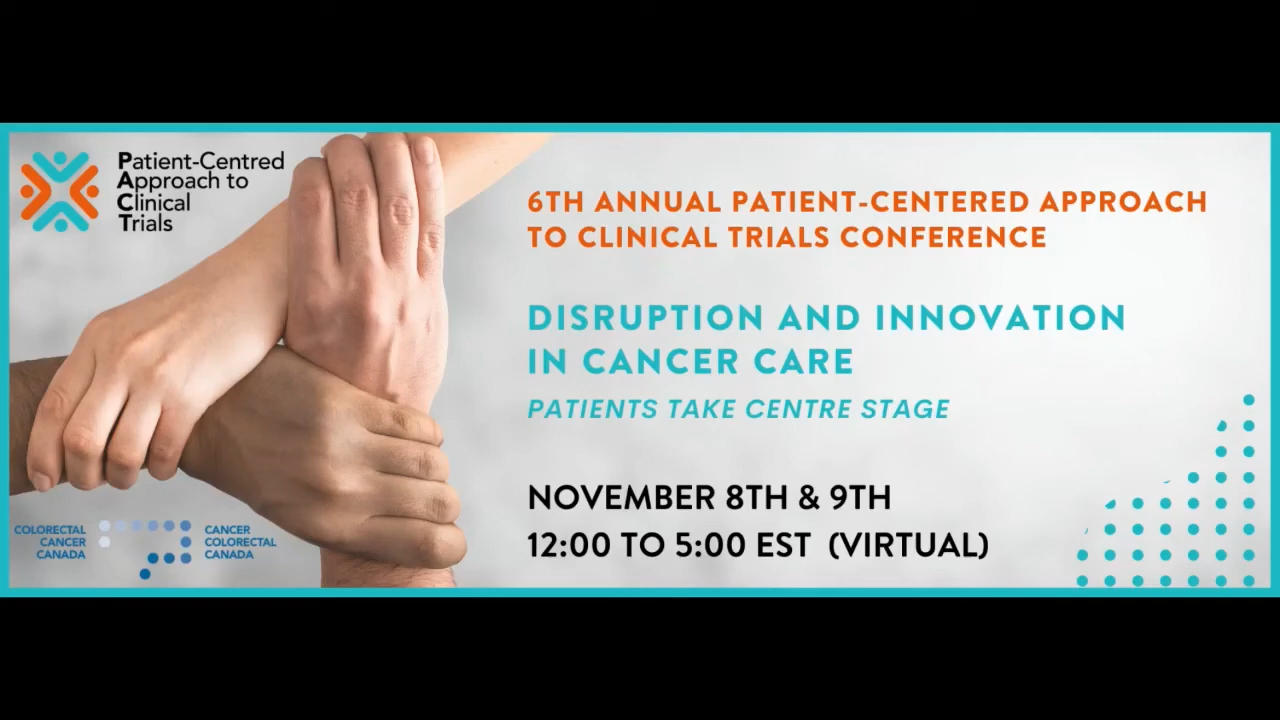 Patient-Centred
Approach to
Clinical
Trials
6TH ANNUAL PATIENT-CENTERED APPROACH
TO CLINICAL TRIALS CONFERENCE
DISRUPTION AND INNOVATION
IN CANCER CARE
PATIENTS TAKE CENTRE STAGE
NOVEMBER 8TH & 9TH
12:00 TO 5:00 EST (VIRTUAL)
COLORECTAL
CANCER
CANADA
CANCER
COLORECTAL
CANADA